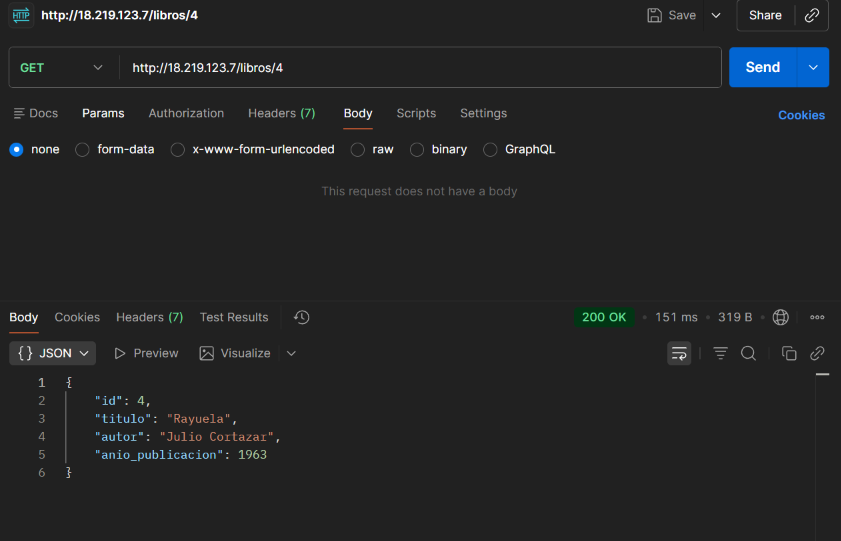 HTTP http://18.219.123.7/libros/4 Save Share
GET http://18.219.123.7/libros/4 Send
Docs Params Authorization Headers (7) Body Scripts Settings Cookies
none form-data x-www-form-urlencoded raw binary GraphQL
This request does not have a body
Body Cookies Headers (7) Test Results 200 OK • 151 ms • 319 B •
{} JSON Preview Visualize
1 {
2 "id": 4,
3 "titulo": "Rayuela",
4 "autor": "Julio Cortazar",
5 "anio_publicacion": 1963
6 }